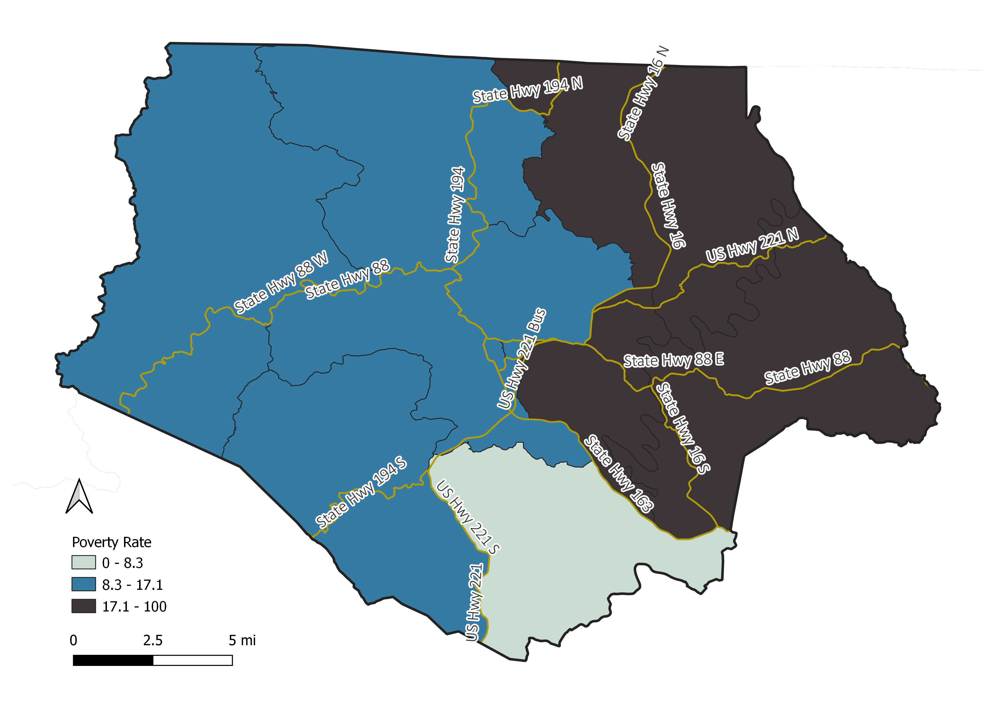 State Hwy 16 N
State Hwy 194 N
State Hwy 194
State Hwy 16
US Hwy 221 N
State Hwy 88 W
State Hwy 88
US Hwy 221 Bus
State Hwy 88 E
State Hwy 88
State Hwy 16 S
State Hwy 163
State Hwy 194 S
US Hwy 221 S
US Hwy 221
Poverty Rate
0 - 8.3
8.3 - 17.1
17.1 - 100
0 2.5 5 mi